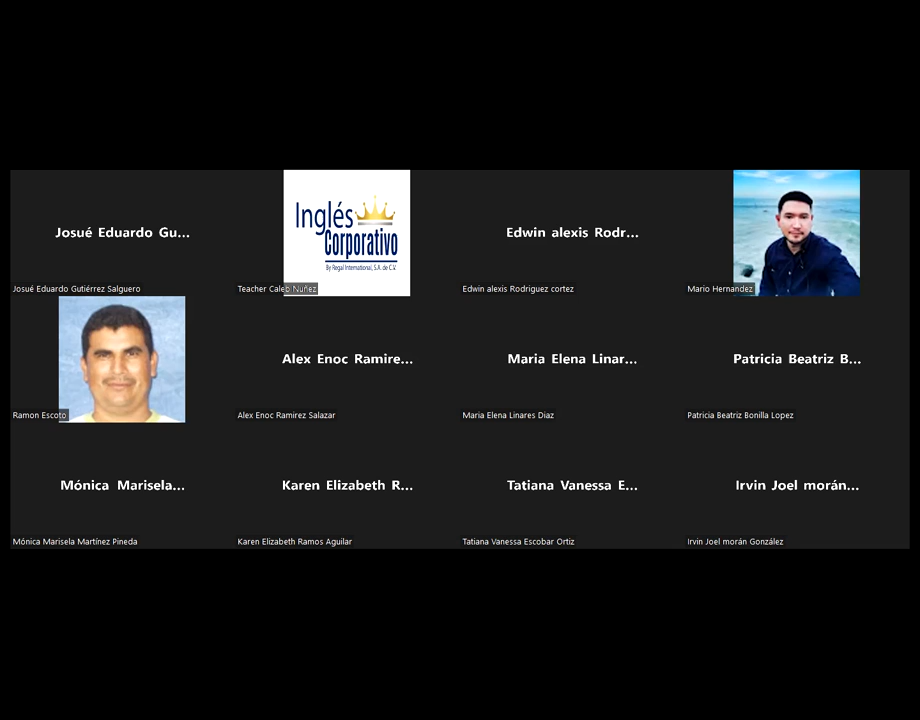 Josué Eduardo Gu...
Inglés
Corporativo
By Regal International, S.A. de C.V.
Edwin alexis Rodr...
Josué Eduardo Gutiérrez Salguero
Teacher Caleb Nuñez
Edwin alexis Rodriguez cortez
Mario Hernandez
Alex Enoc Ramire...
Maria Elena Linar...
Patricia Beatriz B...
Ramon Escoto
Alex Enoc Ramirez Salazar
Maria Elena Linares Diaz
Patricia Beatriz Bonilla Lopez
Mónica Marisela...
Karen Elizabeth R...
Tatiana Vanessa E...
Irvin Joel morán...
Mónica Marisela Martínez Pineda
Karen Elizabeth Ramos Aguilar
Tatiana Vanessa Escobar Ortiz
Irvin Joel morán González